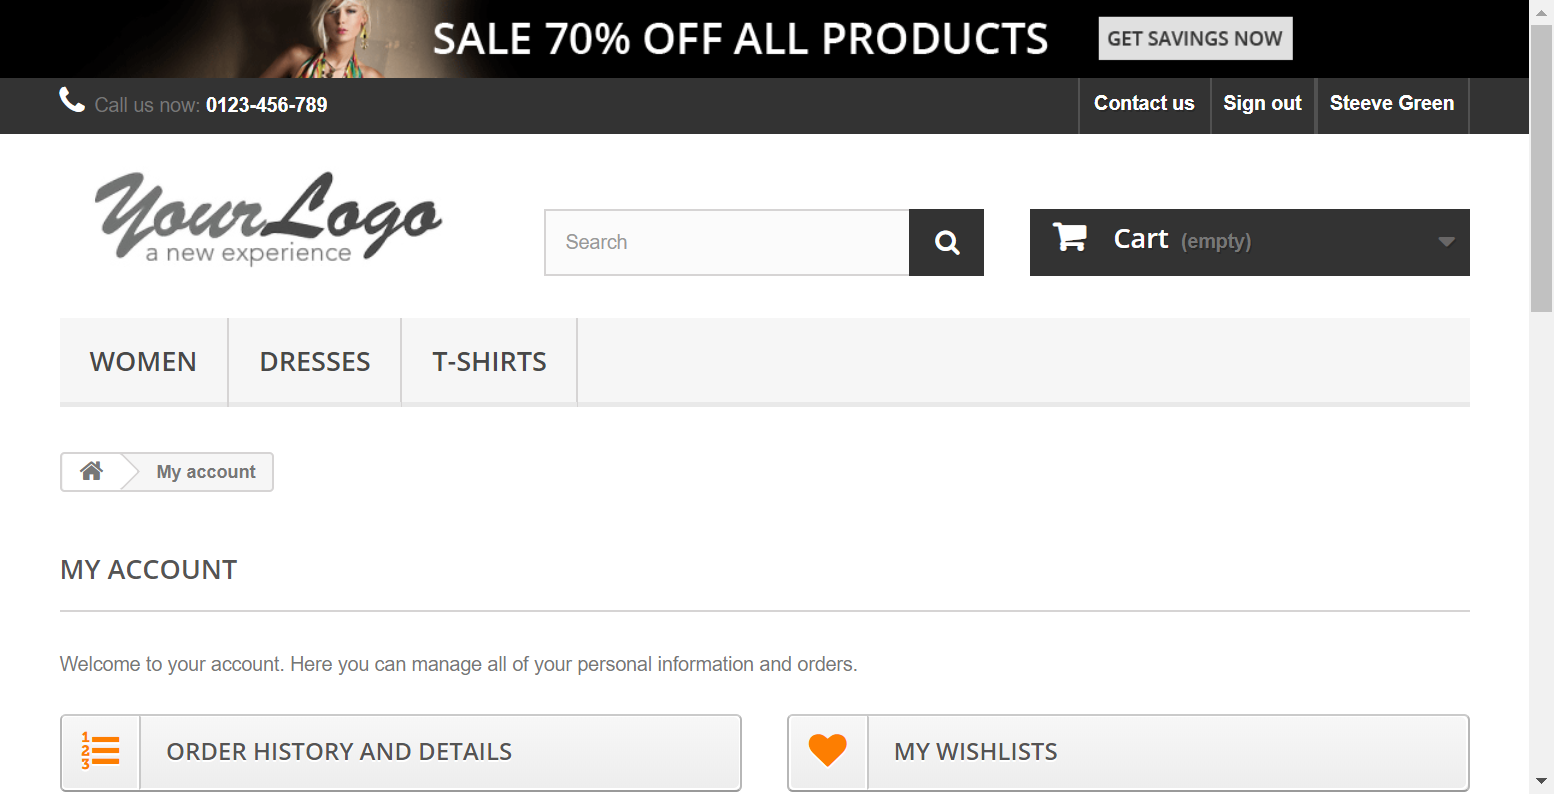 SALE 70% OFF ALL PRODUCTS GET SAVINGS NOW
Call us now: 0123-456-789 Contact us Sign out Steeve Green
Your Logo
a new experience
Search
Cart (empty)
WOMEN DRESSES T-SHIRTS
My account
MY ACCOUNT
Welcome to your account. Here you can manage all of your personal information and orders.
1
2
3
ORDER HISTORY AND DETAILS
MY WISHLISTS